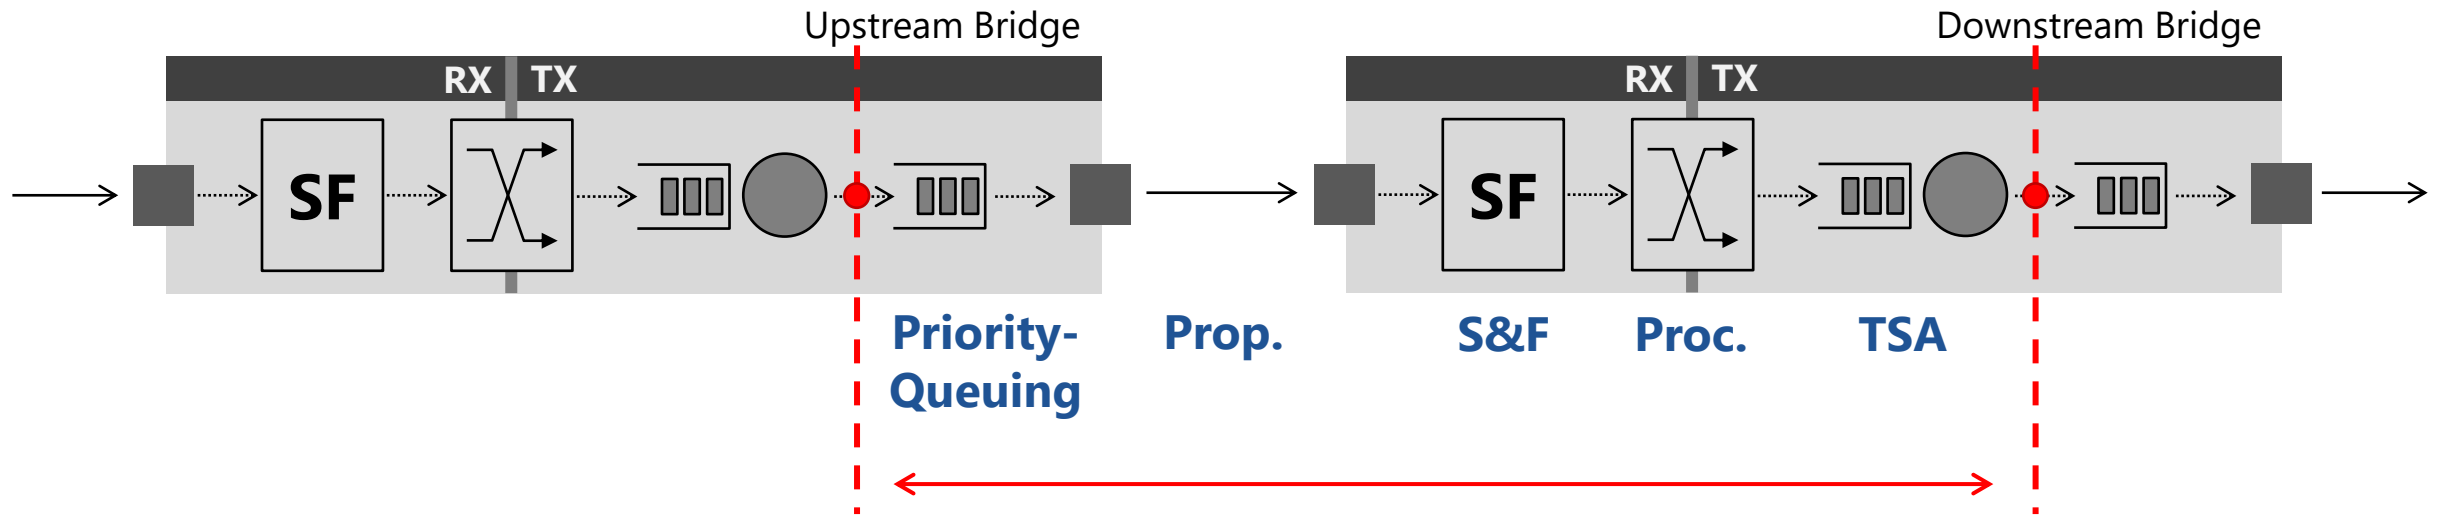 Upstream Bridge
Downstream Bridge
RX TX
RX TX
SF
SF
Priority-
Queuing
Prop.
S&F
Proc.
TSA